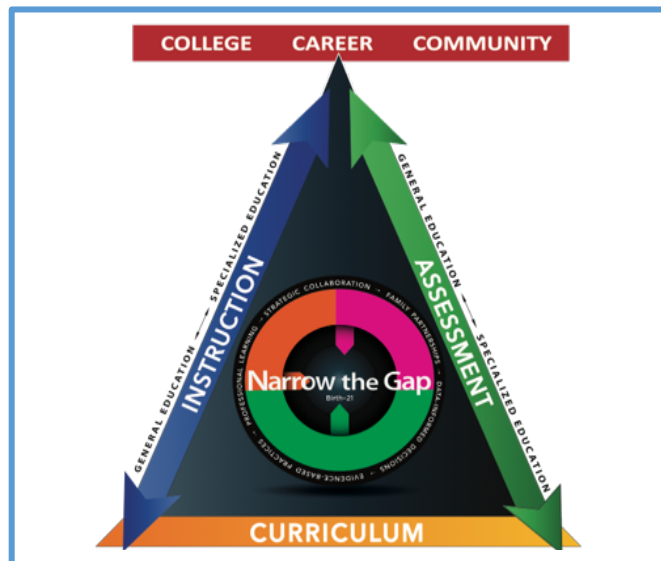 COLLEGE CAREER COMMUNITY
GENERAL EDUCATION → SPECIALIZED EDUCATION
INSTRUCTION
GENERAL EDUCATION → SPECIALIZED EDUCATION
ASSESSMENT
STRATEGIC COLLABORATION → FAMILY PARTNERSHIPS → DATA-INFORMED DECISIONS → EVIDENCE-BASED PRACTICES → PROFESSIONAL LEARNING →
Narrow the Gap
Birth-21
CURRICULUM